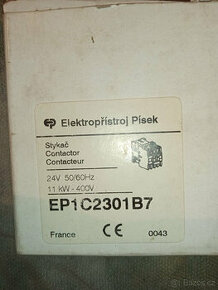 Elektropřístroj Písek
Stykač
Contactor
Contacteur
24V 50/60Hz
11 kW - 400V
EP1C2301B7
France CE 0043